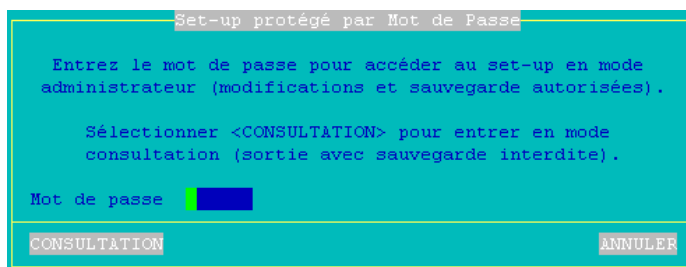 Set-up protégé par Mot de Passe
Entrez le mot de passe pour accéder au set-up en mode
administrateur (modifications et sauvegarde autorisées).
Sélectionner <CONSULTATION> pour entrer en mode
consultation (sortie avec sauvegarde interdite).
Mot de passe
CONSULTATION ANNULER